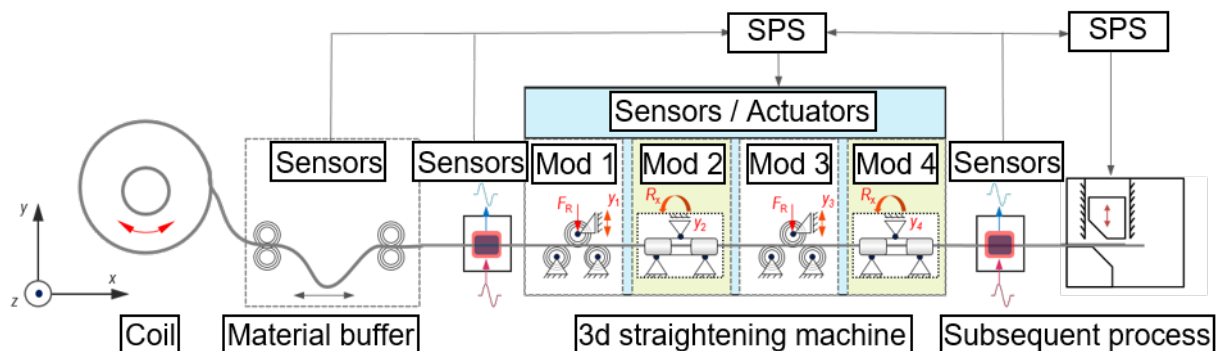 SPS
SPS
Sensors / Actuators
Sensors
Sensors
Mod 1
Mod 2
Mod 3
Mod 4
Sensors
F_R
y_1
R_x
y_2
F_R
y_3
R_x
y_4
y
x
z
Coil
Material buffer
3d straightening machine
Subsequent process